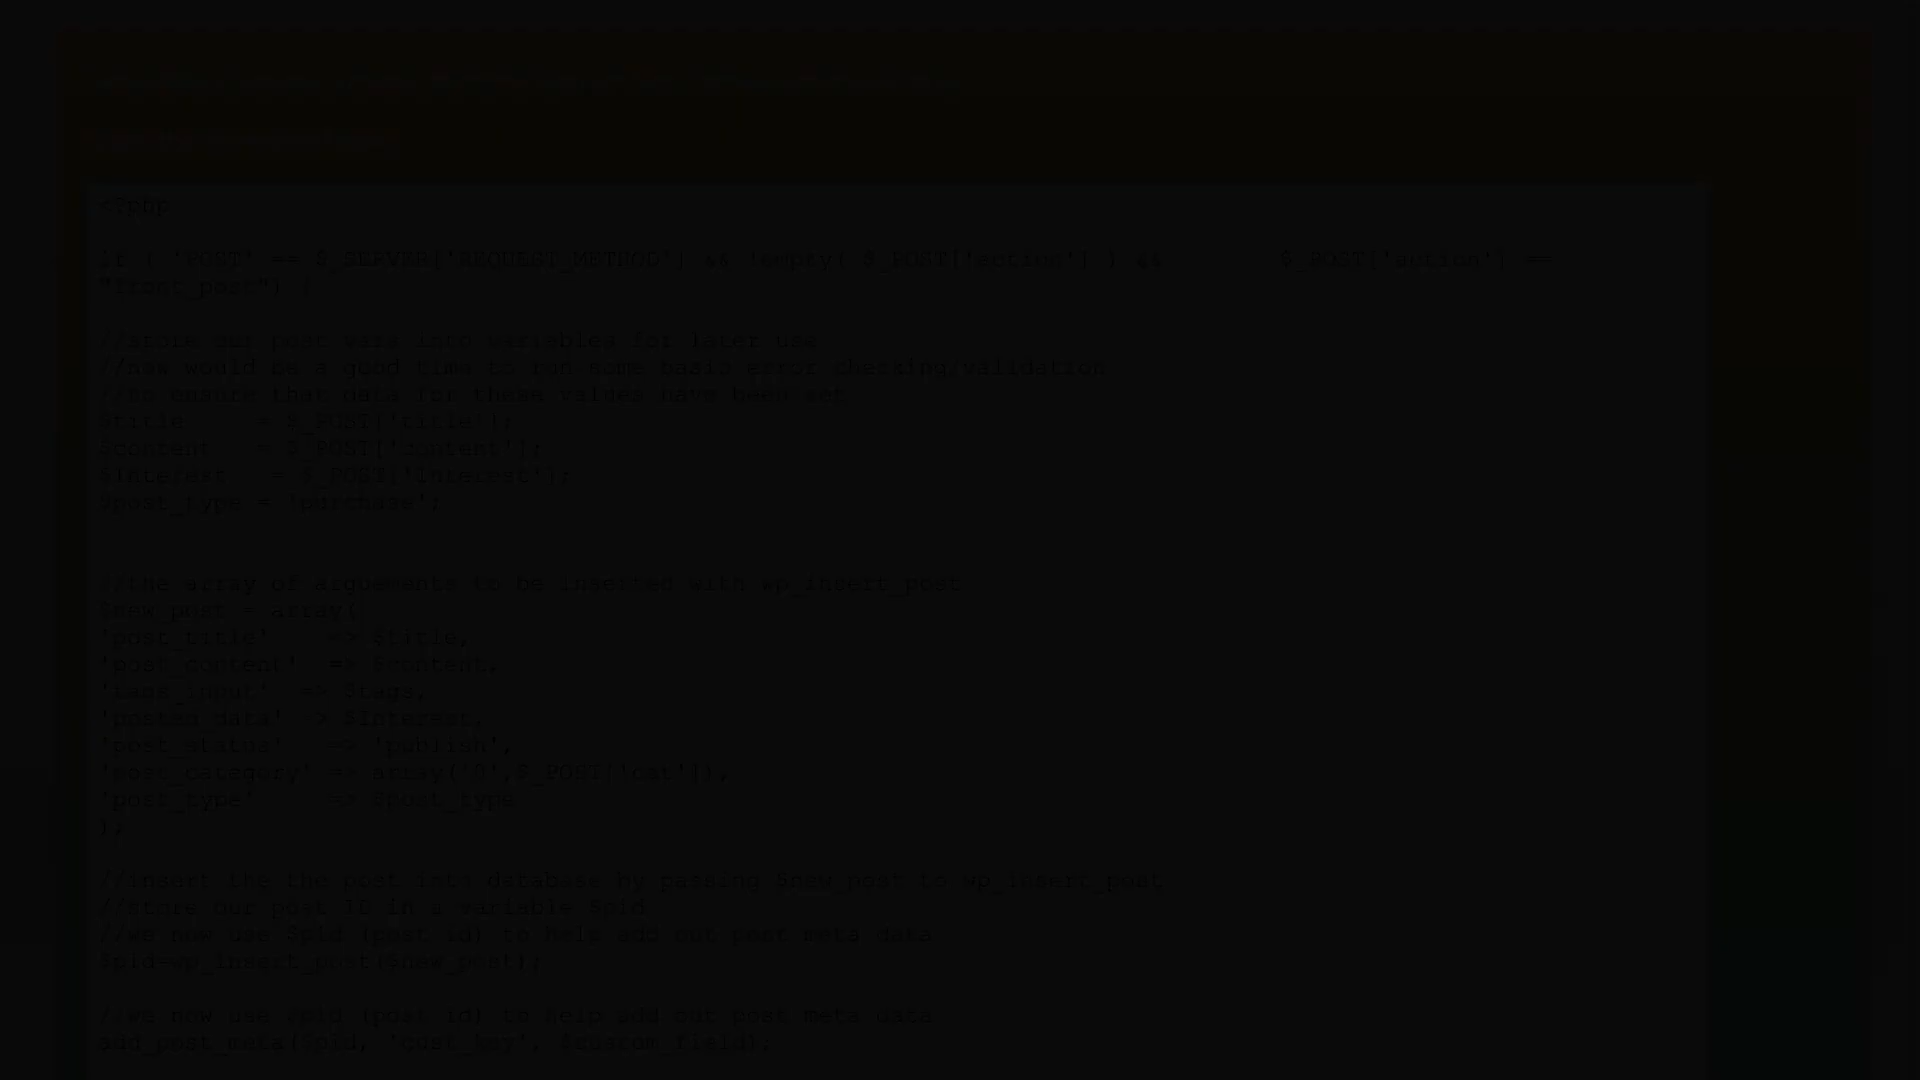 <?php
if ( 'POST' == $_SERVER['REQUEST_METHOD'] && !empty( $_POST['action'] ) && $_POST['action'] ==
"front_post") {
//store our post vars into variables for later use
//now would be a good time to run some basic error checking/validation
//to ensure that data for these values have been set
$title = $_POST['title'];
$content = $_POST['content'];
$Interest = $_POST['Interest'];
$post_type = 'purchase';
//the array of arguements to be inserted with wp_insert_post
$new_post = array(
'post_title' => $title,
'post_content' => $content,
'tags_input' => $tags,
'posted_data' => $Interest,
'post_status' => 'publish',
'post_category' => array('0',$_POST['cat']),
'post_type' => $post_type
);
//insert the the post into database by passing $new_post to wp_insert_post
//store our post ID in a variable $pid
//we now use $pid (post id) to help add out post meta data
$pid=wp_insert_post($new_post);
//we now use $pid (post id) to help add out post meta data
add_post_meta($pid, 'cust_key', $custom_field);